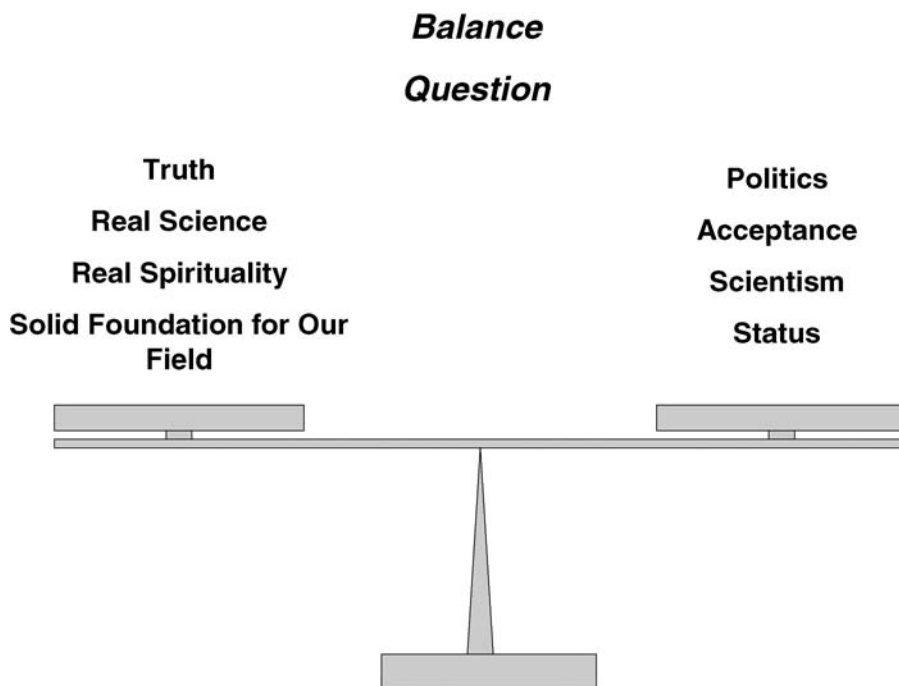 Balance
Question
Truth
Real Science
Real Spirituality
Solid Foundation for Our
Field
Politics
Acceptance
Scientism
Status